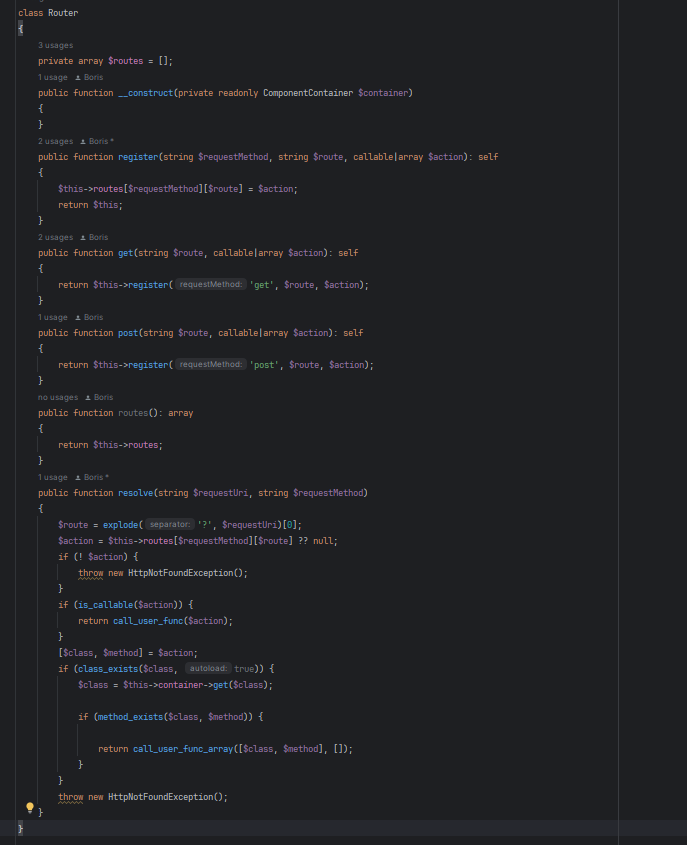 class Router
{
3 usages
private array $routes = [];
1 usage Boris
public function __construct(private readonly ComponentContainer $container)
{
}
2 usages Boris *
public function register(string $requestMethod, string $route, callable|array $action): self
{
$this->routes[$requestMethod][$route] = $action;
return $this;
}
2 usages Boris
public function get(string $route, callable|array $action): self
{
return $this->register( requestMethod: 'get', $route, $action);
}
1 usage Boris
public function post(string $route, callable|array $action): self
{
return $this->register( requestMethod: 'post', $route, $action);
}
no usages Boris
public function routes(): array
{
return $this->routes;
}
1 usage Boris *
public function resolve(string $requestUri, string $requestMethod)
{
$route = explode( separator: '?', $requestUri)[0];
$action = $this->routes[$requestMethod][$route] ?? null;
if (! $action) {
throw new HttpNotFoundException();
}
if (is_callable($action)) {
return call_user_func($action);
}
[$class, $method] = $action;
if (class_exists($class, autoload: true)) {
$class = $this->container->get($class);
if (method_exists($class, $method)) {
return call_user_func_array([$class, $method], []);
}
}
throw new HttpNotFoundException();
}
}